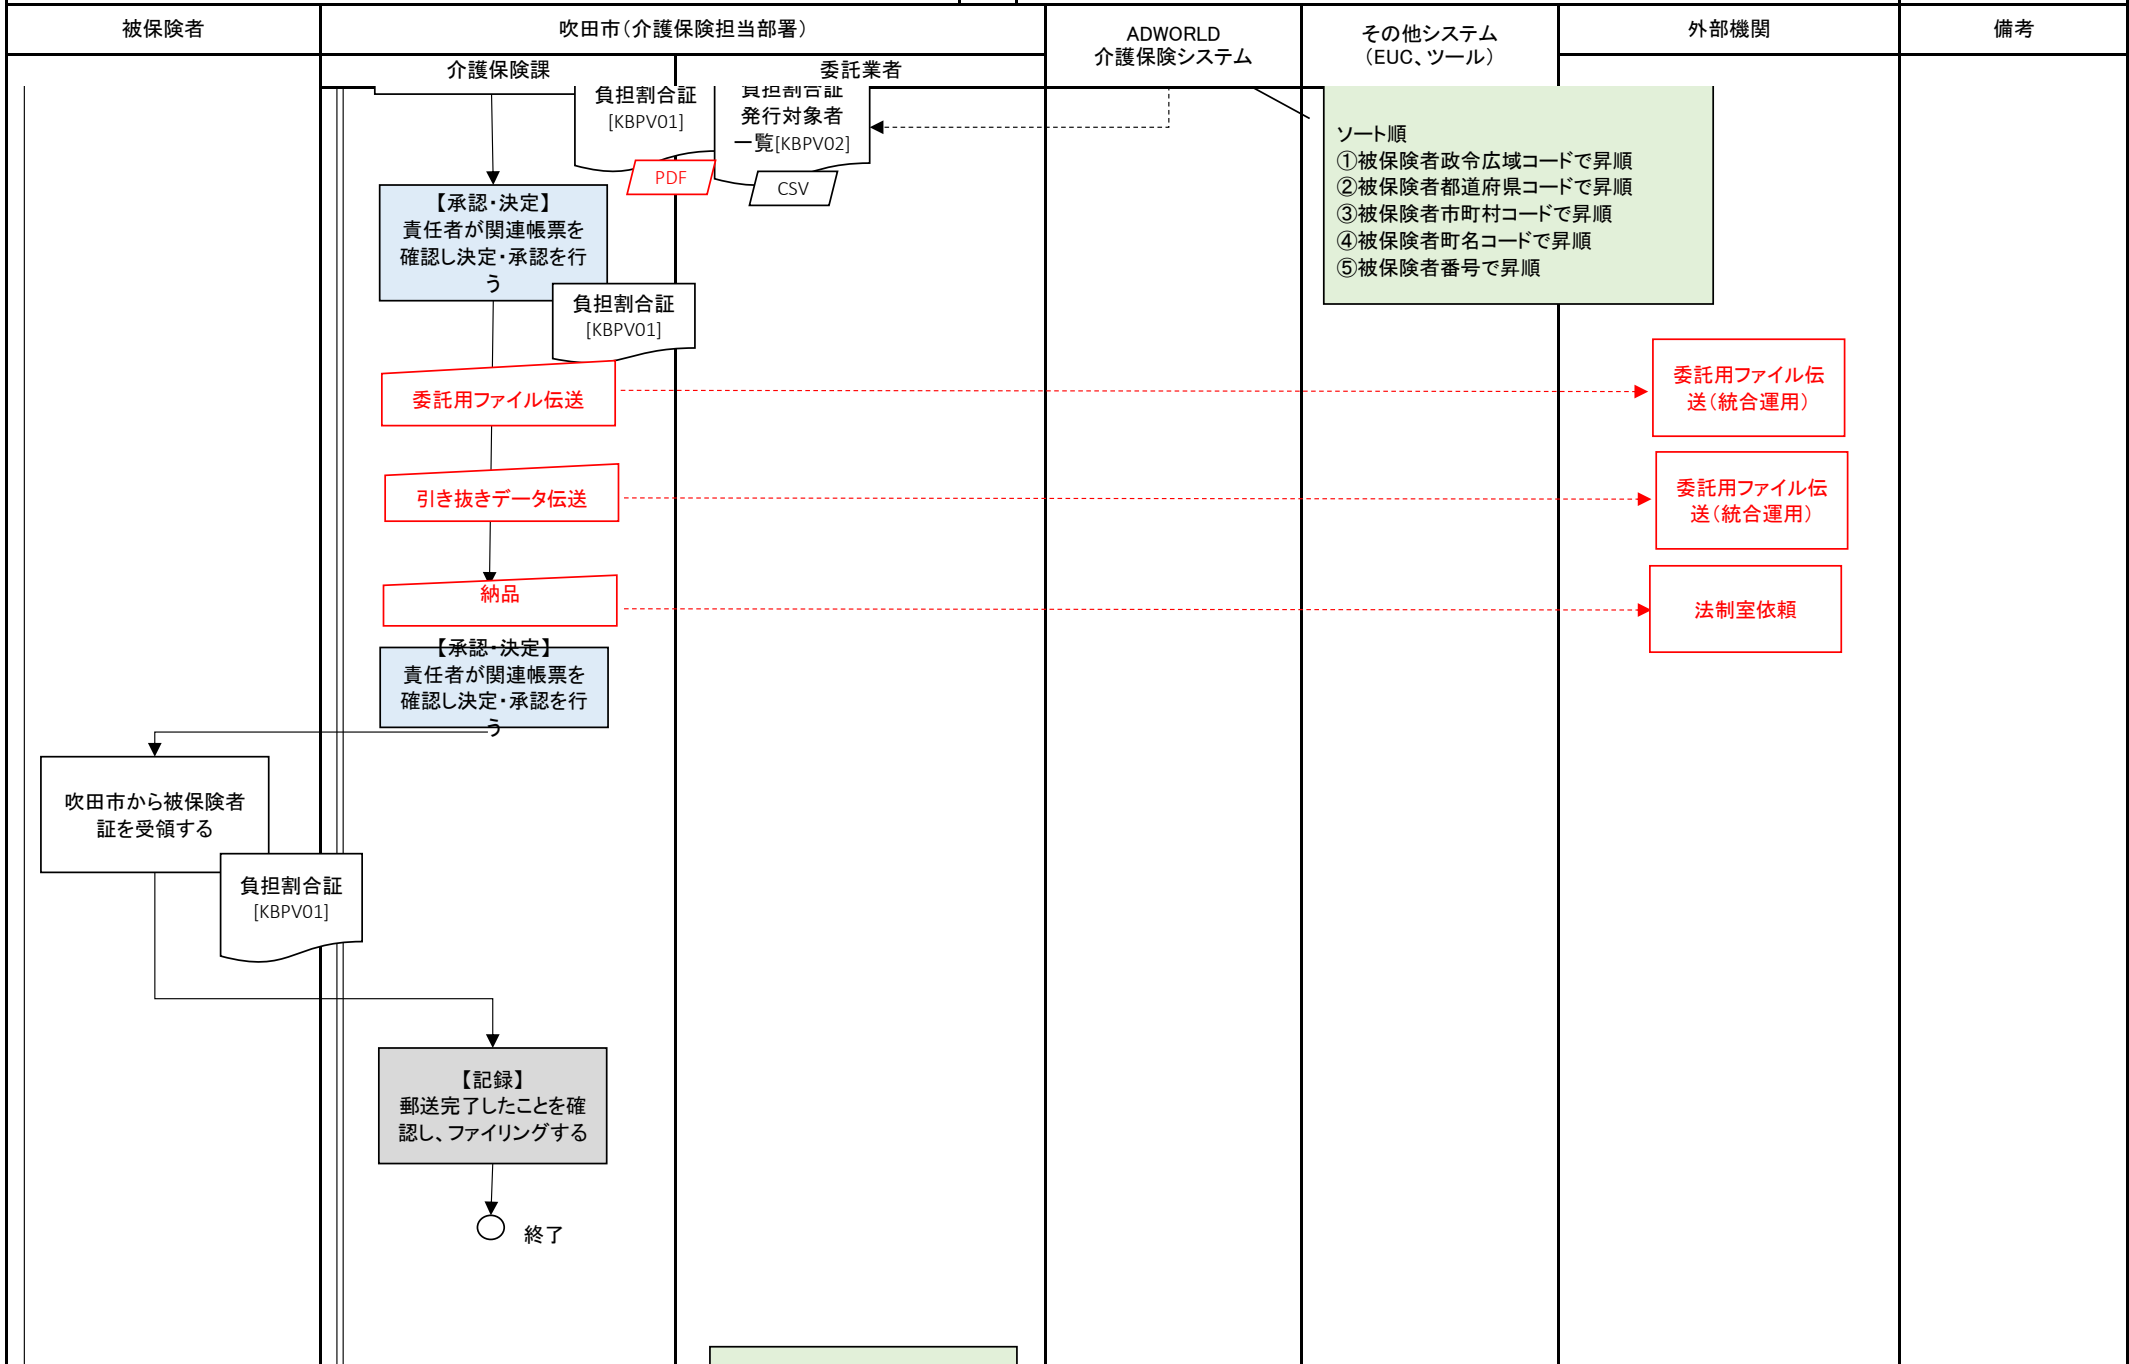 被保険者
吹田市(介護保険担当部署)
ADWORLD
介護保険システム
その他システム
(EUC、ツール)
外部機関
備考
介護保険課
委託業者
負担割合証
[KBPV01]
PDF
負担割合証
発行対象者
一覧[KBPV02]
CSV
ソート順
①被保険者政令広域コードで昇順
②被保険者都道府県コードで昇順
③被保険者市町村コードで昇順
④被保険者町名コードで昇順
⑤被保険者番号で昇順
【承認・決定】
責任者が関連帳票を
確認し決定・承認を行
う
負担割合証
[KBPV01]
委託用ファイル伝送
委託用ファイル伝
送(統合運用)
引き抜きデータ伝送
委託用ファイル伝
送(統合運用)
納品
法制室依頼
【承認・決定】
責任者が関連帳票を
確認し決定・承認を行
う
吹田市から被保険者
証を受領する
負担割合証
[KBPV01]
【記録】
郵送完了したことを確
認し、ファイリングする
終了